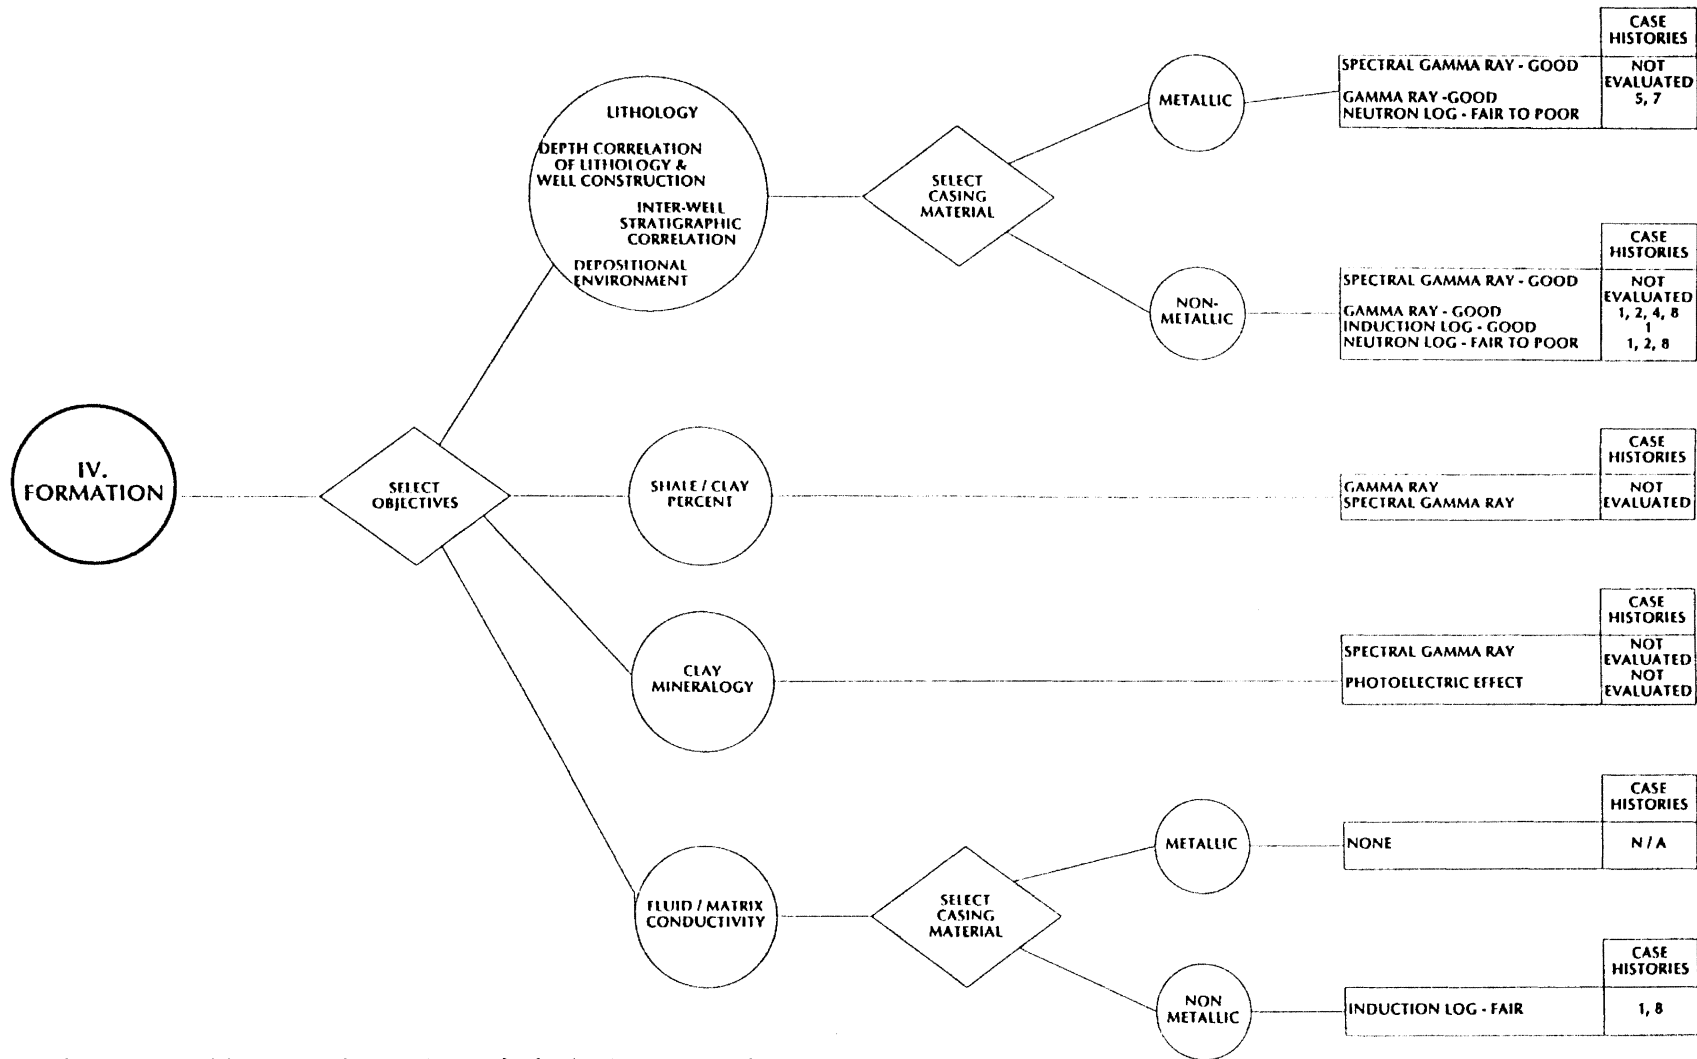 IV.
FORMATION
SELECT
OBJECTIVES
LITHOLOGY
DEPTH CORRELATION
OF LITHOLOGY &
WELL CONSTRUCTION
INTER-WELL
STRATIGRAPHIC
CORRELATION
DEPOSITIONAL
ENVIRONMENT
SELECT
CASING
MATERIAL
METALLIC
CASE
HISTORIES
SPECTRAL GAMMA RAY - GOOD
NOT
EVALUATED
GAMMA RAY -GOOD
5, 7
NEUTRON LOG - FAIR TO POOR
NON-
METALLIC
CASE
HISTORIES
SPECTRAL GAMMA RAY - GOOD
NOT
EVALUATED
GAMMA RAY - GOOD
1, 2, 4, 8
INDUCTION LOG - GOOD
1
NEUTRON LOG - FAIR TO POOR
1, 2, 8
SHALE / CLAY
PERCENT
CASE
HISTORIES
GAMMA RAY
SPECTRAL GAMMA RAY
NOT
EVALUATED
CLAY
MINERALOGY
CASE
HISTORIES
SPECTRAL GAMMA RAY
NOT
EVALUATED
PHOTOELECTRIC EFFECT
NOT
EVALUATED
FLUID / MATRIX
CONDUCTIVITY
SELECT
CASING
MATERIAL
METALLIC
CASE
HISTORIES
NONE
N / A
NON
METALLIC
CASE
HISTORIES
INDUCTION LOG - FAIR
1, 8